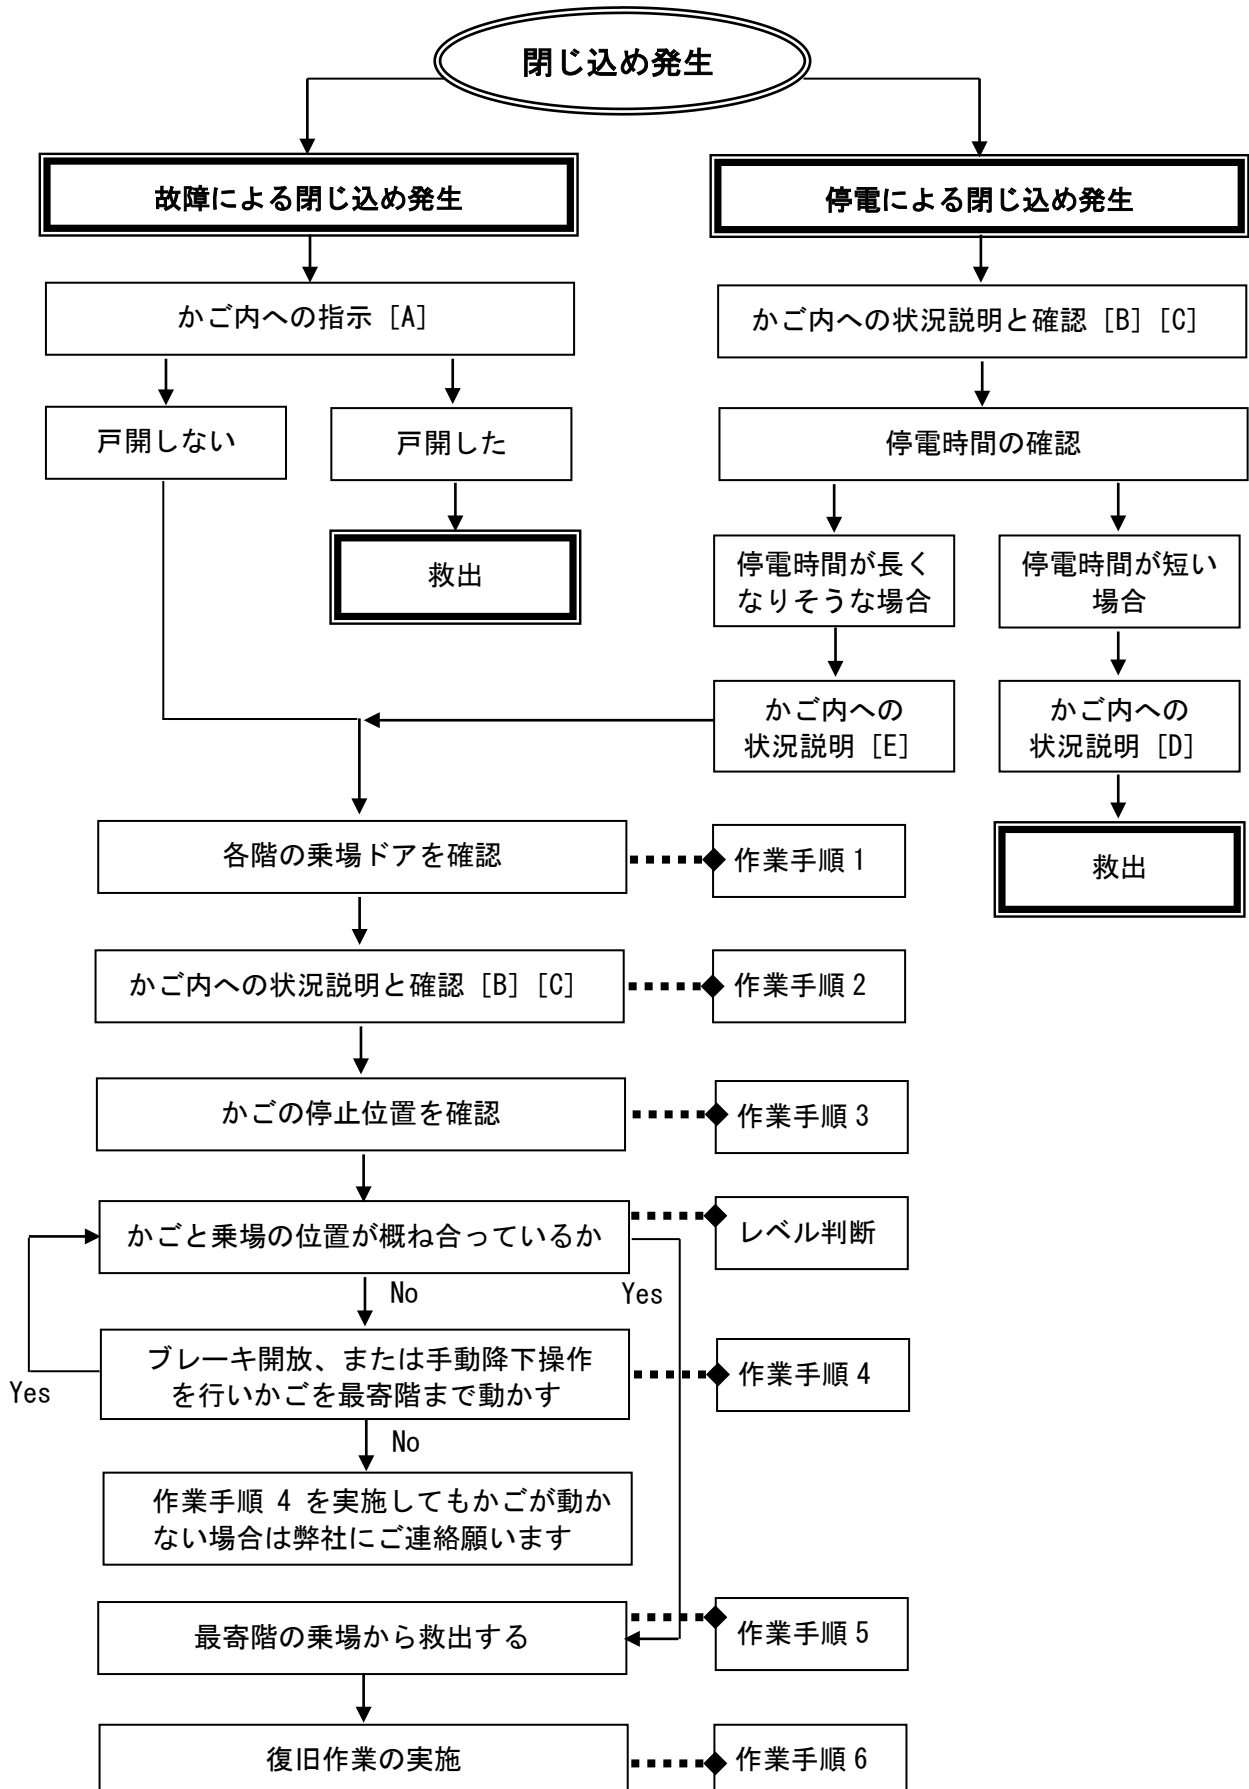 閉じ込め発生
故障による閉じ込め発生
停電による閉じ込め発生
かご内への指示 [A]
かご内への状況説明と確認 [B] [C]
戸開しない
戸開した
停電時間の確認
救出
停電時間が長く
なりそうな場合
停電時間が短い
場合
かご内への
状況説明 [E]
かご内への
状況説明 [D]
救出
各階の乗場ドアを確認
作業手順 1
かご内への状況説明と確認 [B] [C]
作業手順 2
かごの停止位置を確認
作業手順 3
かごと乗場の位置が概ね合っているか
レベル判断
No
Yes
ブレーキ開放、または手動降下操作
を行いかごを最寄階まで動かす
作業手順 4
Yes
No
作業手順 4 を実施してもかごが動か
ない場合は弊社にご連絡願います
最寄階の乗場から救出する
作業手順 5
復旧作業の実施
作業手順 6